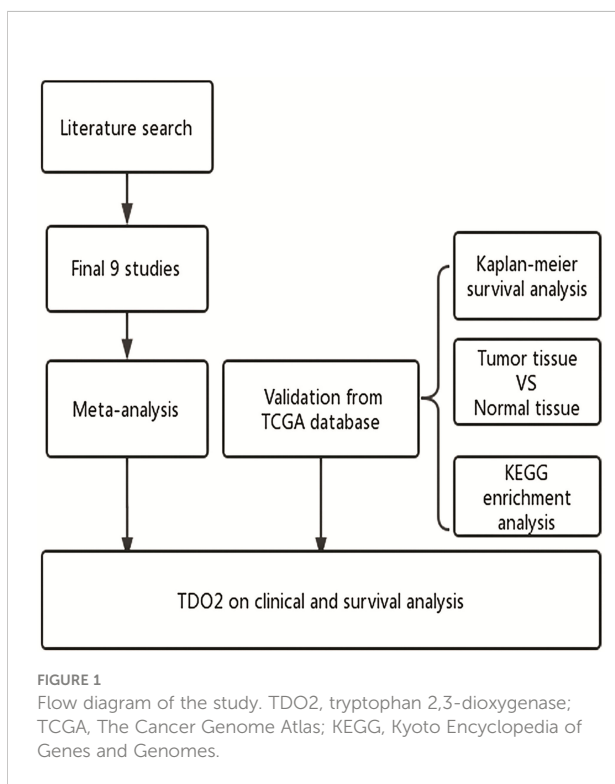 Literature search
Final 9 studies
Meta-analysis
Validation from
TCGA database
Kaplan-meier
survival analysis
Tumor tissue
VS
Normal tissue
KEGG
enrichment
analysis
TDO2 on clinical and survival analysis
FIGURE 1
Flow diagram of the study. TDO2, tryptophan 2,3-dioxygenase;
TCGA, The Cancer Genome Atlas; KEGG, Kyoto Encyclopedia of
Genes and Genomes.